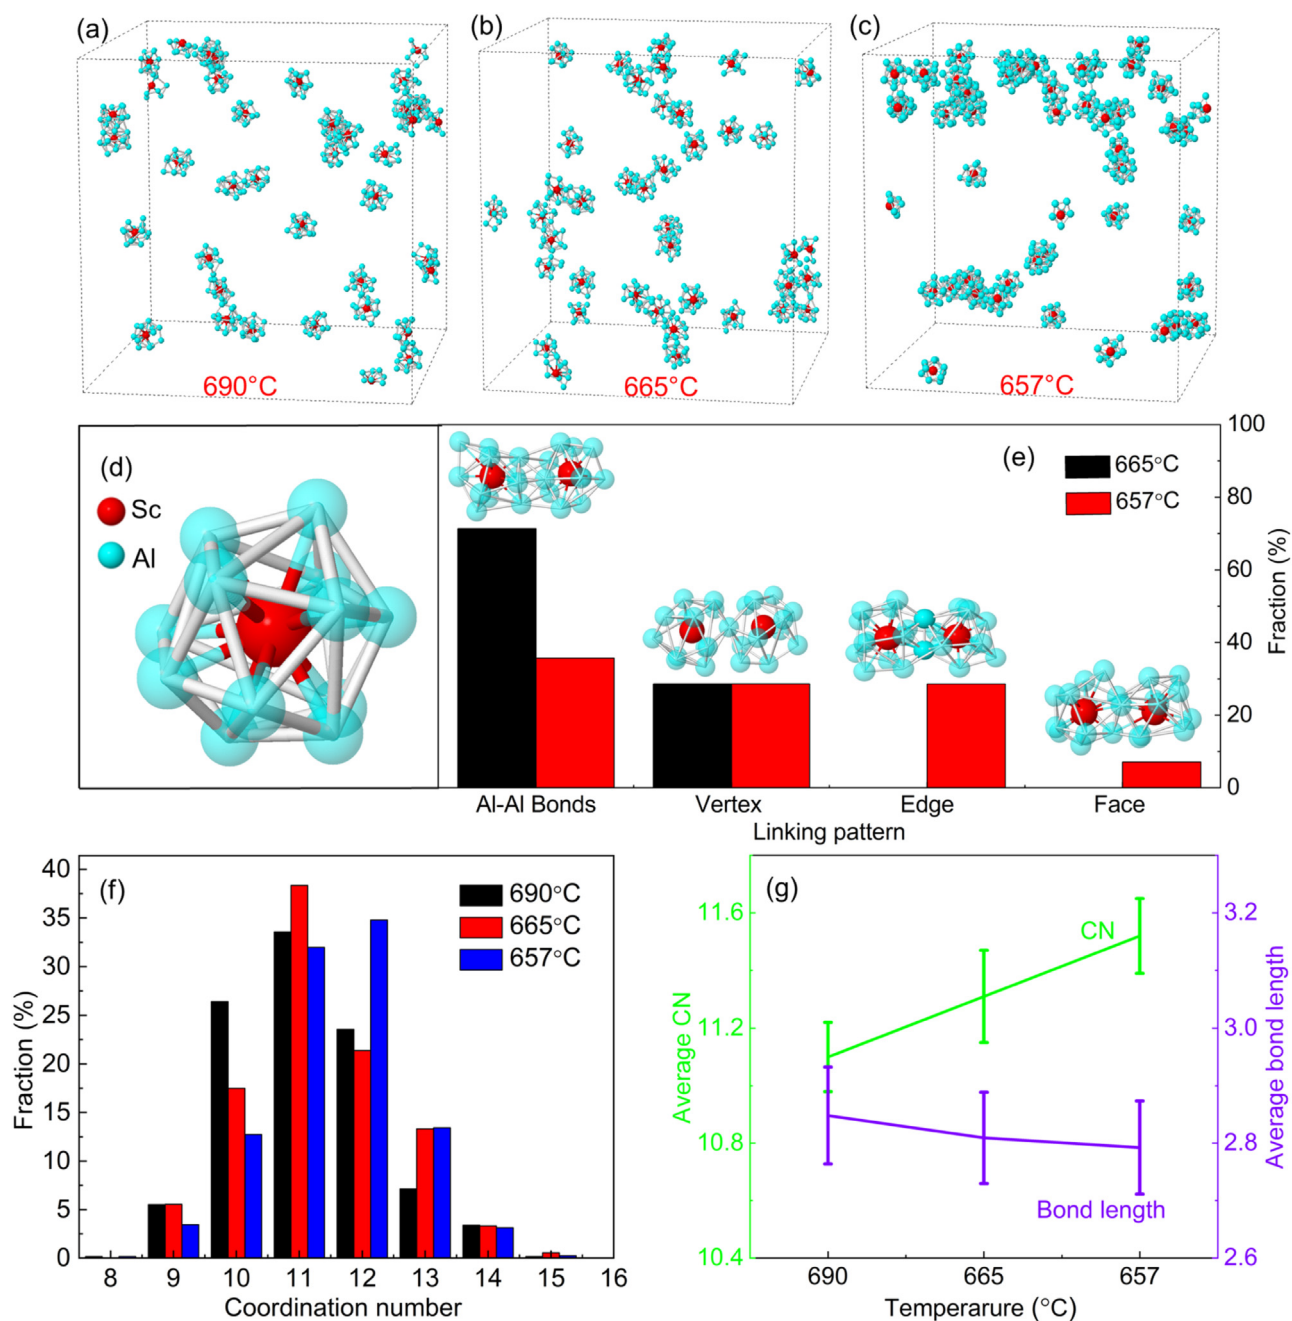 (a)
690°C
(b)
665°C
(c)
657°C
(d)
Sc
Al
(e)
665°C
657°C
100
80
60
40
20
0
Fraction (%)
Al-Al Bonds
Vertex
Edge
Face
Linking pattern
(f)
690°C
665°C
657°C
40
35
30
25
20
15
10
5
0
Fraction (%)
8
9
10
11
12
13
14
15
16
Coordination number
(g)
CN
Bond length
11.6
11.2
10.8
10.4
Average CN
3.2
3.0
2.8
2.6
Average bond length
690
665
657
Temperarure (°C)